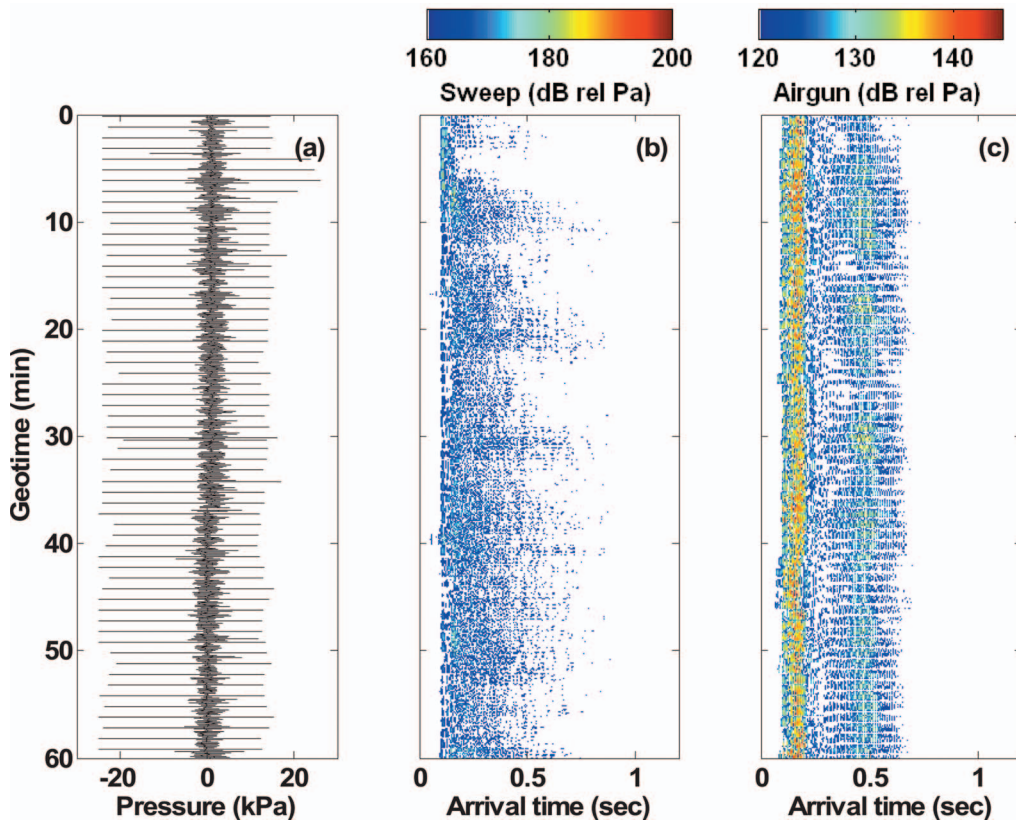 160 180 200
Sweep (dB rel Pa)
120 130 140
Airgun (dB rel Pa)
(a)
(b)
(c)
Geotime (min)
0
10
20
30
40
50
60
-20 0 20
Pressure (kPa)
0 0.5 1
Arrival time (sec)
0 0.5 1
Arrival time (sec)